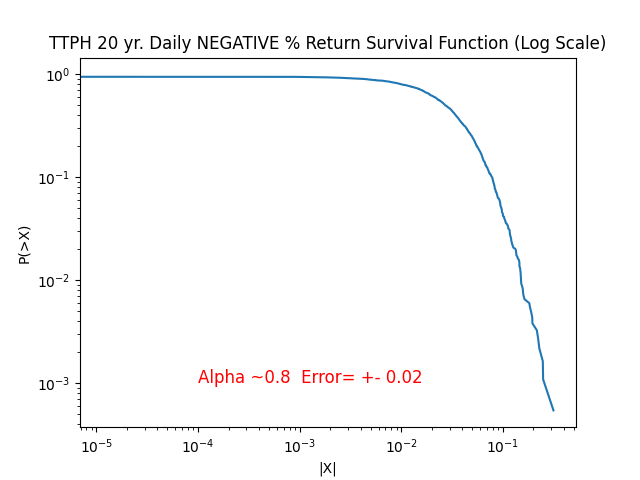 TTPH 20 yr. Daily NEGATIVE % Return Survival Function (Log Scale)
10⁰
10⁻¹
10⁻²
10⁻³
P(>X)
Alpha ~0.8  Error= +- 0.02
10⁻⁵ 10⁻⁴ 10⁻³ 10⁻² 10⁻¹
|X|